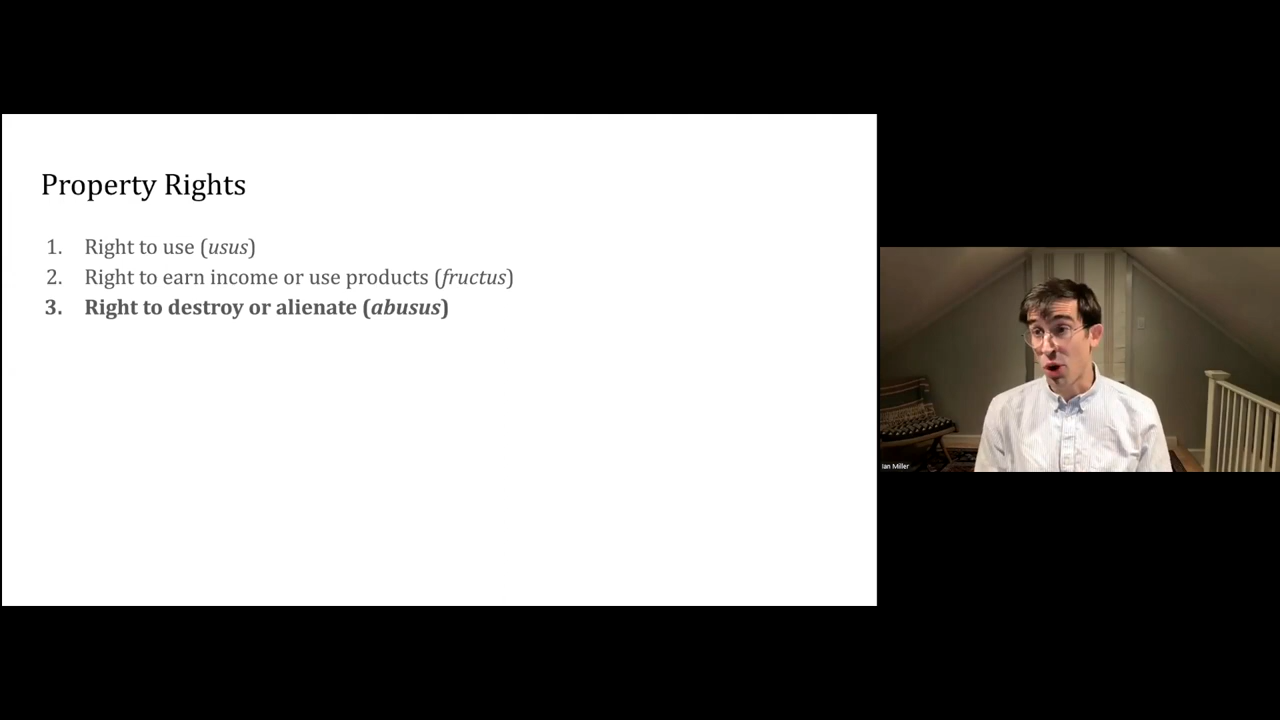 Property Rights
1. Right to use (usus)
2. Right to earn income or use products (fructus)
3. Right to destroy or alienate (abusus)
Ian Miller